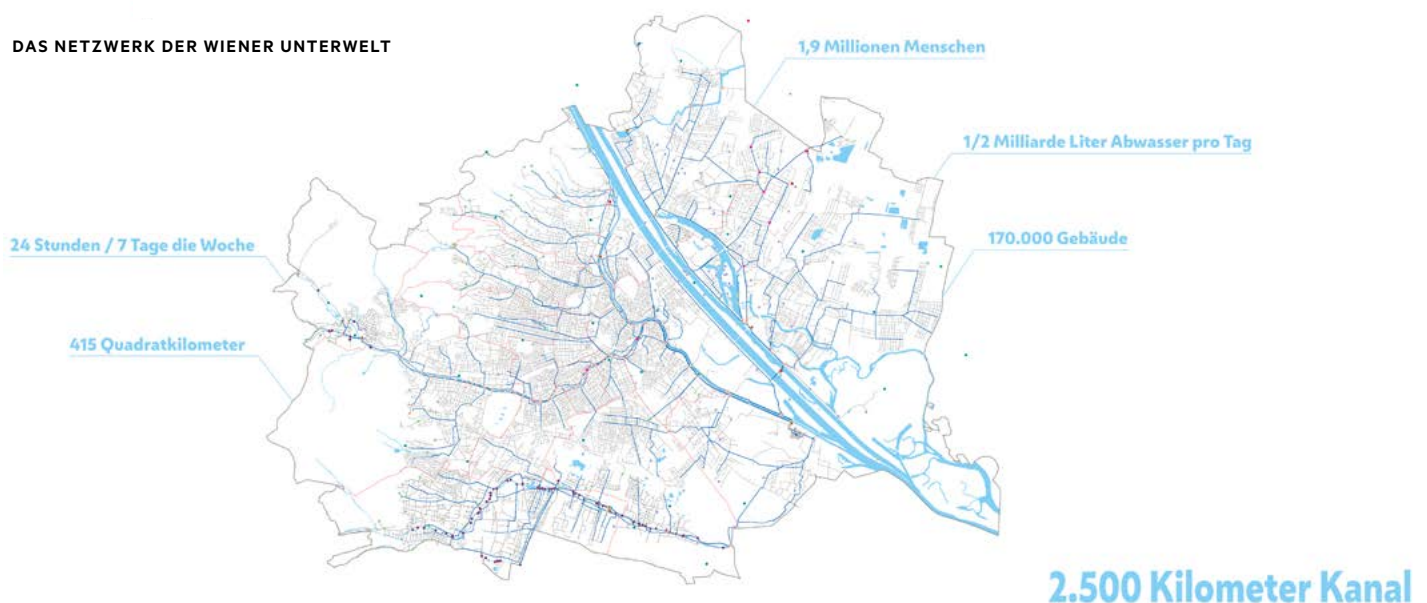 DAS NETZWERK DER WIENER UNTERWELT
1,9 Millionen Menschen
1/2 Milliarde Liter Abwasser pro Tag
24 Stunden / 7 Tage die Woche
170.000 Gebäude
415 Quadratkilometer
2.500 Kilometer Kanal